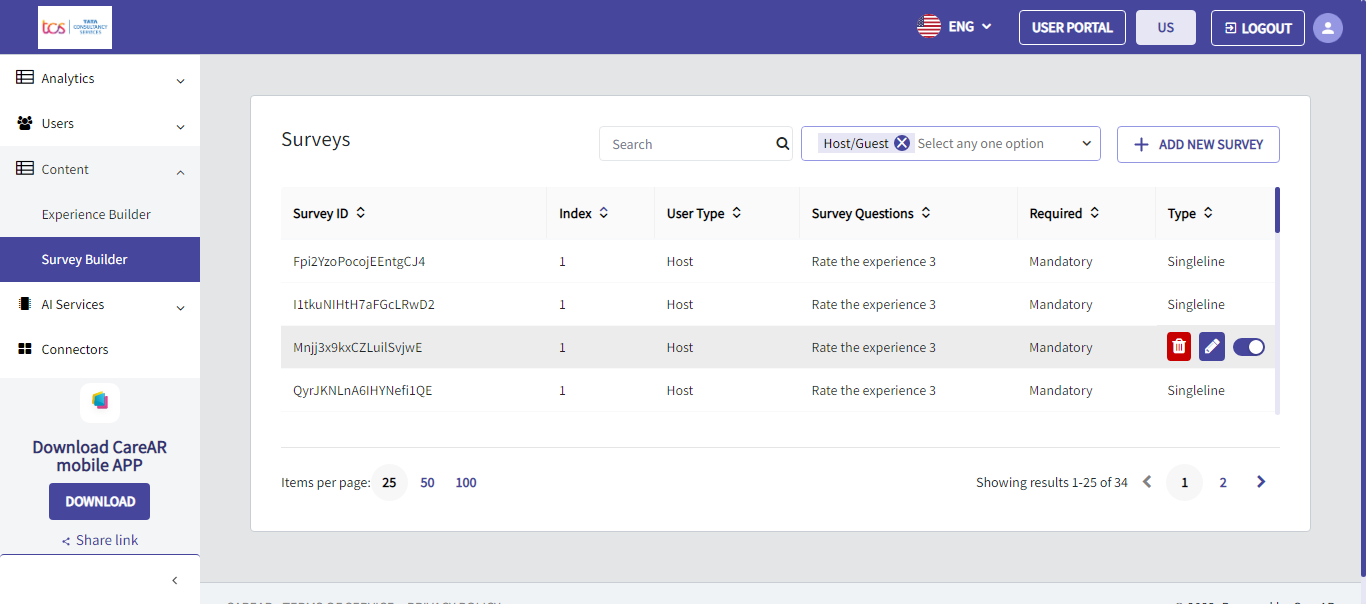 tcs TATA CONSULTANCY SERVICES
ENG USER PORTAL US LOGOUT
Analytics
Users
Content
Experience Builder
Survey Builder
AI Services
Connectors
Download CareAR
mobile APP
DOWNLOAD
Share link
Surveys Search Host/Guest Select any one option ADD NEW SURVEY
Survey ID Index User Type Survey Questions Required Type
Fpi2YzoPocojEEntgCJ4 1 Host Rate the experience 3 Mandatory Singleline
I1tkuNIHtH7aFGcLRwD2 1 Host Rate the experience 3 Mandatory Singleline
Mnjj3x9kxCZLuilSvjwE 1 Host Rate the experience 3 Mandatory
QyrJKNLnA6IHYNefi1QE 1 Host Rate the experience 3 Mandatory Singleline
Items per page: 25 50 100 Showing results 1-25 of 34 1 2